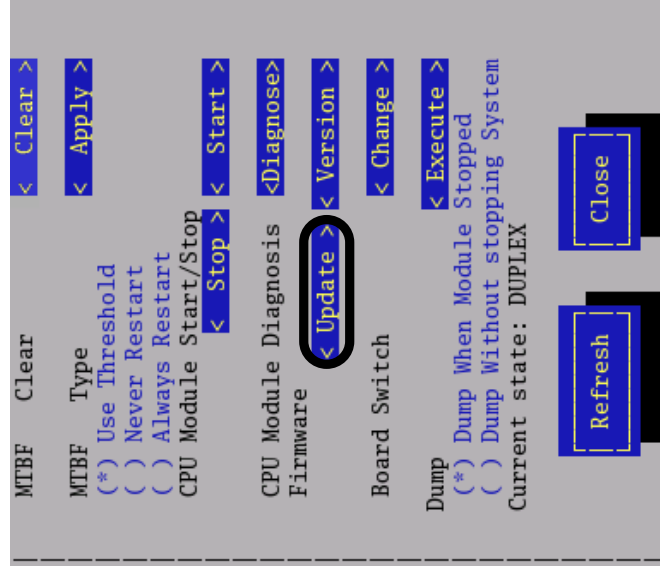 MTBF   Clear                < Clear >
MTBF   Type                 < Apply >
(*) Use Threshold
( ) Never Restart
( ) Always Restart
CPU Module Start/Stop
< Stop > < Start >
CPU Module Diagnosis   <Diagnose>
Firmware
< Update > < Version >
Board Switch                < Change >
Dump                        < Execute >
(*) Dump When Module Stopped
( ) Dump Without stopping System
Current state: DUPLEX
Refresh   Close